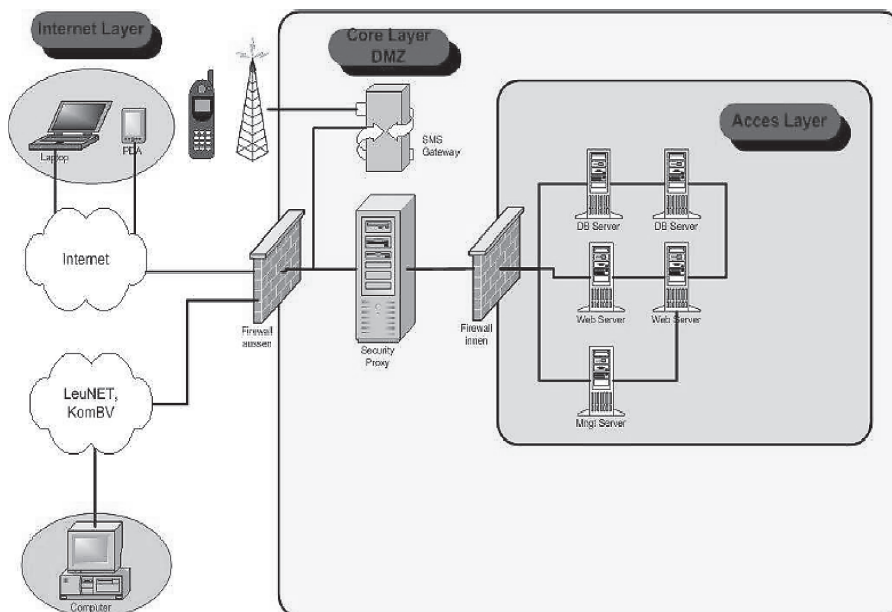 Internet Layer
Core Layer
DMZ
Acces Layer
Laptop
PDA
SMS
Gateway
Internet
Firewall
aussen
Security
Proxy
Firewall
innen
DB Server
DB Server
Web Server
Web Server
Mngt Server
LeuNET,
KomBV
Computer